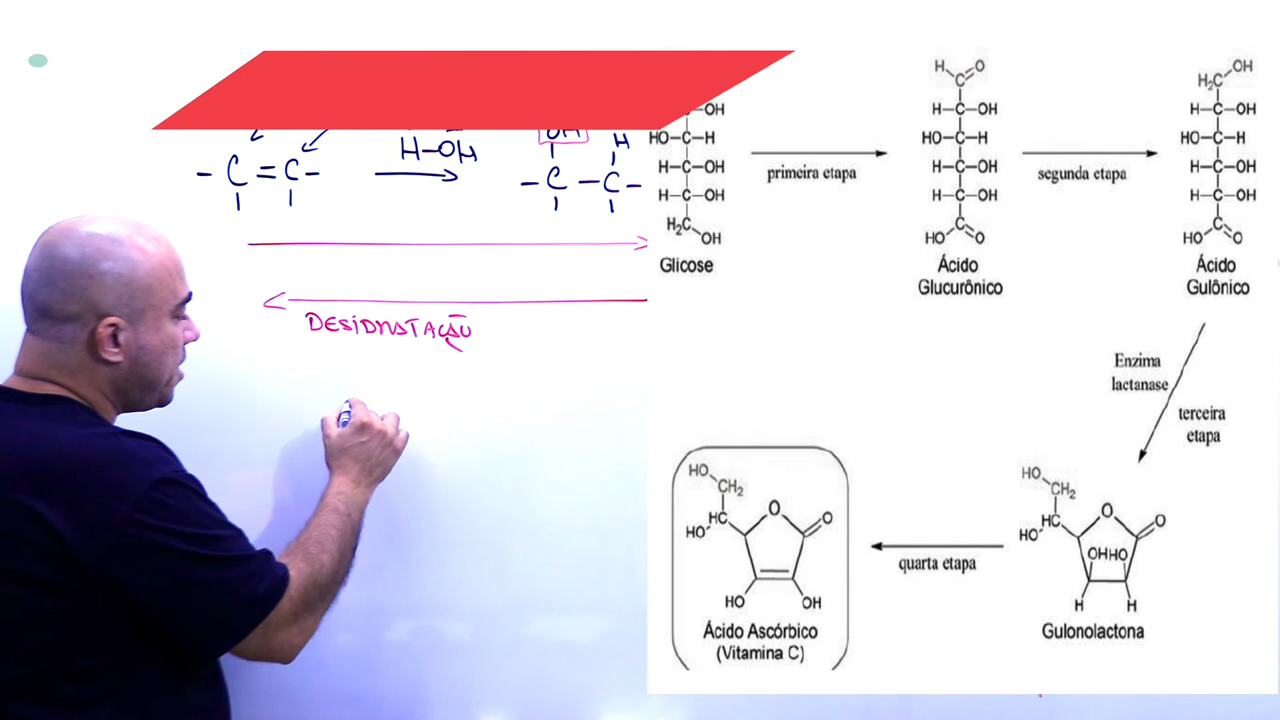 H–OH
OH
H
- C = C -
- C - C -
DESIDRATAÇÃO
OH
HO-C-H
H-C-OH
H-C-OH
H₂C
OH
Glicose
primeira etapa
H
C
O
H-C-OH
HO-C-H
H-C-OH
H-C-OH
C
HO
O
Ácido
Glucurônico
segunda etapa
OH
H₂C
H-C-OH
HO-C-H
H-C-OH
H-C-OH
C
HO
O
Ácido
Gulônico
Enzima
lactanase
terceira
etapa
HO
CH₂
HC
HO
O
O
OHHO
H
H
Gulonolactona
quarta etapa
HO
CH₂
HC
HO
O
O
HO
OH
Ácido Ascórbico
(Vitamina C)